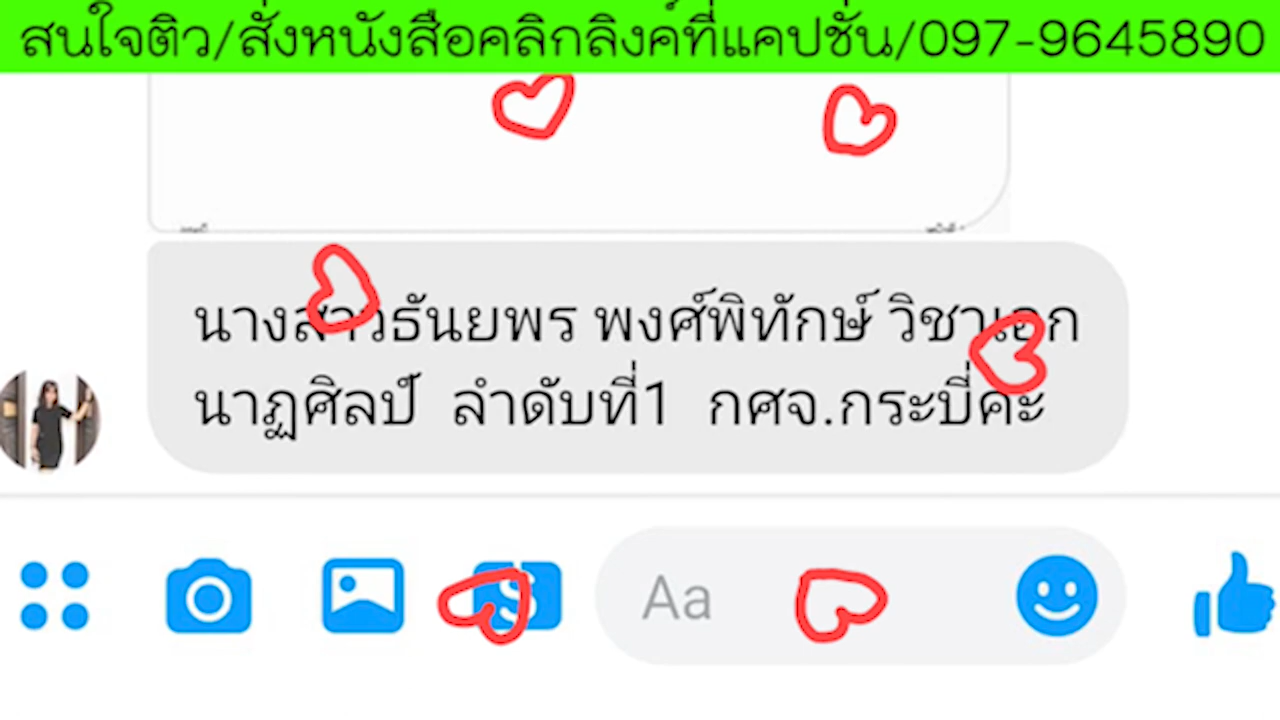 สนใจติว/สั่งหนังสือคลิกลิงค์ที่แคปชั่น/097-9645890
นางสาวธันยพร พงศ์พิทักษ์ วิชาเอก
นาฏศิลป์ ลำดับที่1 กศจ.กระบี่ค่ะ
Aa